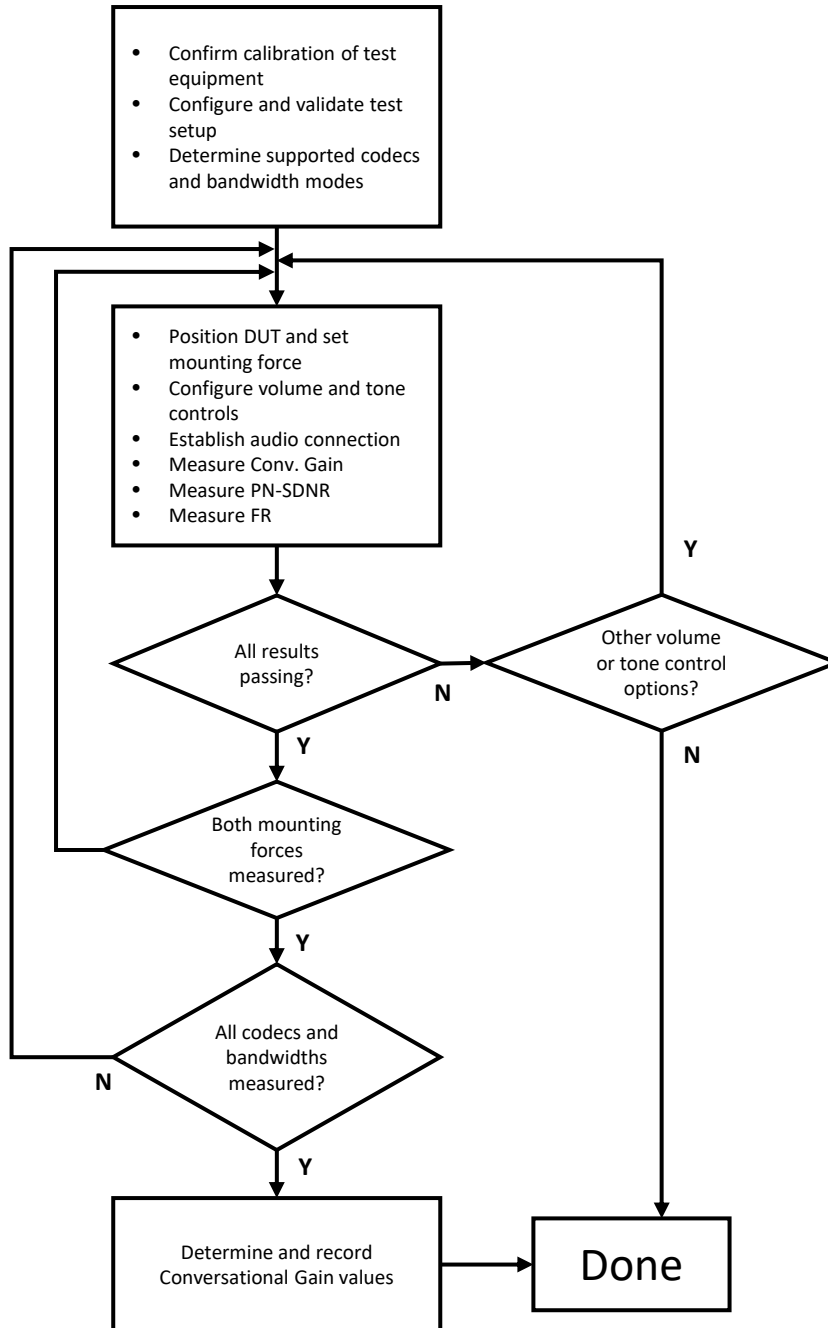 • Confirm calibration of test
equipment
• Configure and validate test
setup
• Determine supported codecs
and bandwidth modes
• Position DUT and set
mounting force
• Configure volume and tone
controls
• Establish audio connection
• Measure Conv. Gain
• Measure PN-SDNR
• Measure FR
Y
All results
passing?
N
Other volume
or tone control
options?
Y
N
Both mounting
forces
measured?
Y
All codecs and
bandwidths
measured?
N
Y
Determine and record
Conversational Gain values
Done